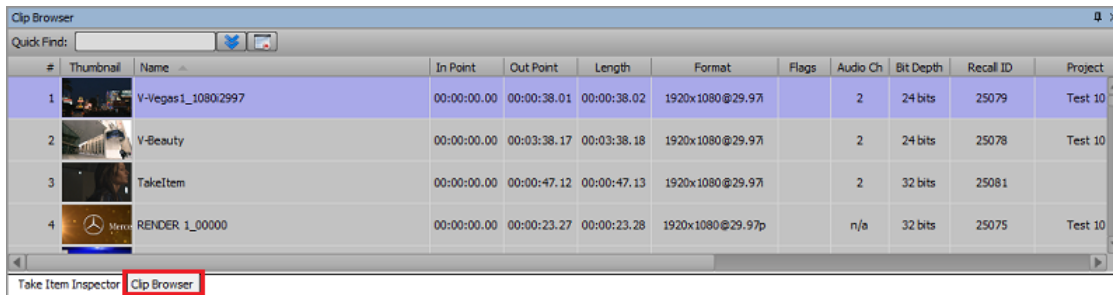 Clip Browser
Quick Find:
# Thumbnail Name In Point Out Point Length Format Flags Audio Ch Bit Depth Recall ID Project
1 V-Vegas1_1080i2997 00:00:00.00 00:00:38.01 00:00:38.02 1920x1080@29.97i 2 24 bits 25079 Test 10
2 V-Beauty 00:00:00.00 00:03:38.17 00:03:38.18 1920x1080@29.97i 2 24 bits 25078 Test 10
3 TakeItem 00:00:00.00 00:00:47.12 00:00:47.13 1920x1080@29.97i 2 32 bits 25081
4 RENDER 1_00000 00:00:00.00 00:00:23.27 00:00:23.28 1920x1080@29.97p n/a 32 bits 25075 Test 10
Take Item Inspector Clip Browser